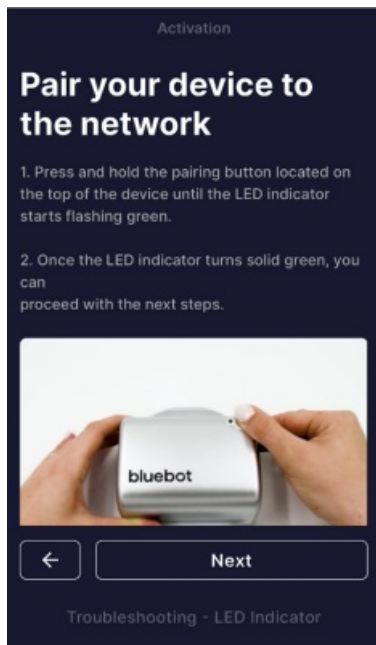 Activation
Pair your device to
the network
1. Press and hold the pairing button located on
the top of the device until the LED indicator
starts flashing green.
2. Once the LED indicator turns solid green, you
can
proceed with the next steps.
bluebot
Next
Troubleshooting - LED Indicator